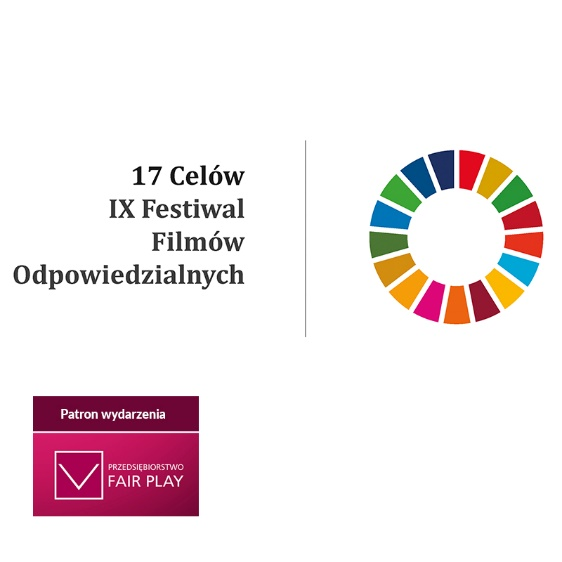 17 Celów
IX Festiwal
Filmów
Odpowiedzialnych
Patron wydarzenia
PRZEDSIĘBIORSTWO
FAIR PLAY